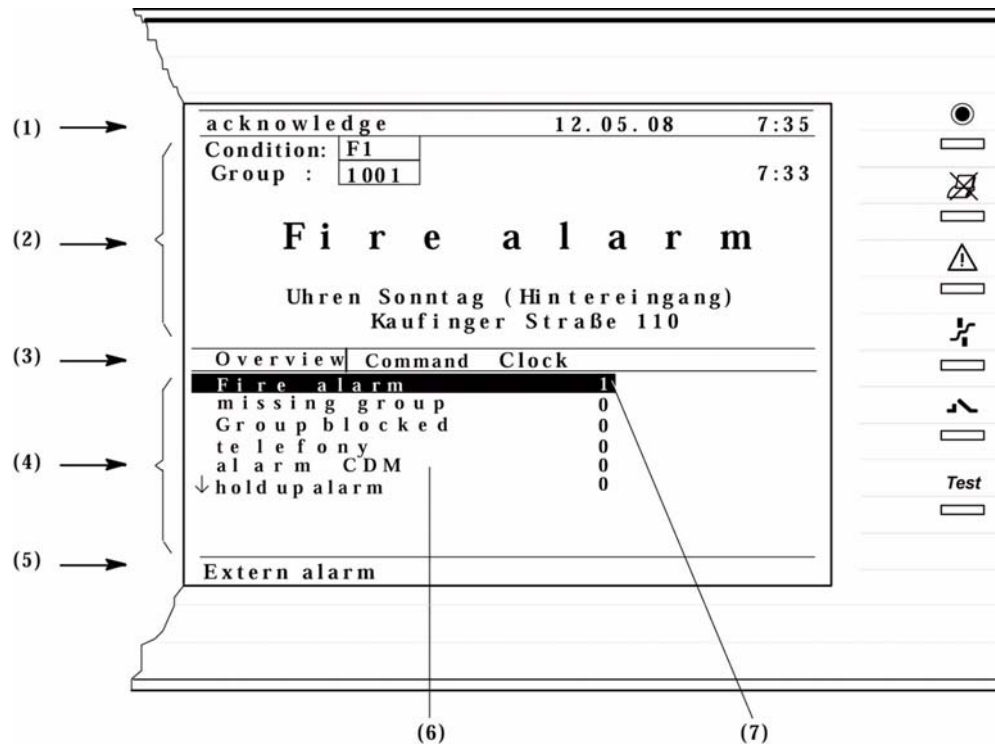 (1)
acknowledge 12.05.08 7:35
Condition: F1
Group : 1001 7:33
(2)
Fire alarm
Uhren Sonntag (Hintereingang)
Kaufinger Straße 110
(3)
Overview Command Clock
Fire alarm 1
missing group 0
Group blocked 0
telefony 0
(4)
alarm CDM 0
↓ hold up alarm 0
Test
(5)
Extern alarm
(6) (7)